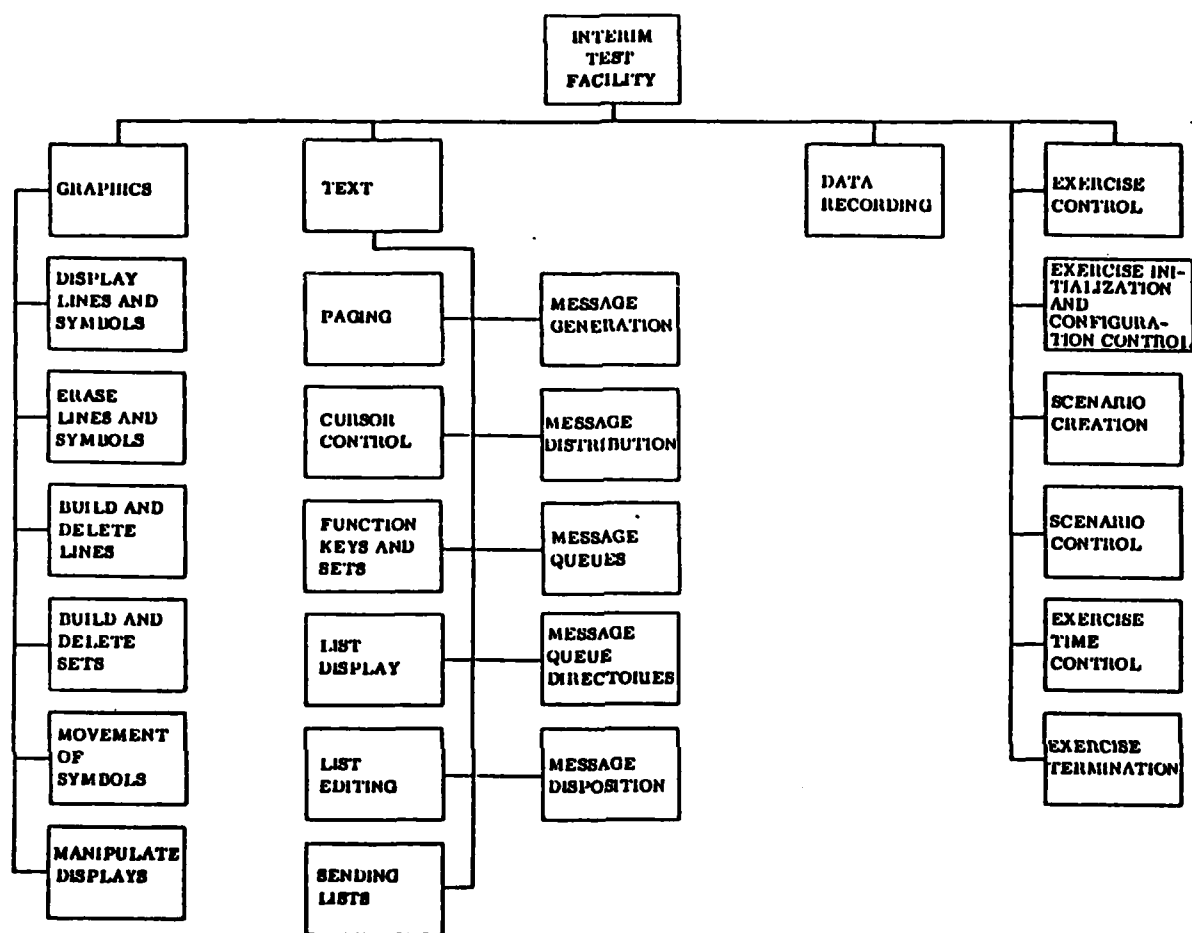 INTERIM
TEST
FACILITY
GRAPHICS
DISPLAY
LINES AND
SYMBOLS
ERASE
LINES AND
SYMBOLS
BUILD AND
DELETE
LINES
BUILD AND
DELETE
SETS
MOVEMENT
OF
SYMBOLS
MANIPULATE
DISPLAYS
TEXT
PAGING
CURSOR
CONTROL
FUNCTION
KEYS AND
SETS
LIST
DISPLAY
LIST
EDITING
SENDING
LISTS
MESSAGE
GENERATION
MESSAGE
DISTRIBUTION
MESSAGE
QUEUES
MESSAGE
QUEUE
DIRECTORIES
MESSAGE
DISPOSITION
DATA
RECORDING
EXERCISE
CONTROL
EXERCISE INI-
TIALIZATION
AND
CONFIGURA-
TION CONTROL
SCENARIO
CREATION
SCENARIO
CONTROL
EXERCISE
TIME
CONTROL
EXERCISE
TERMINATION